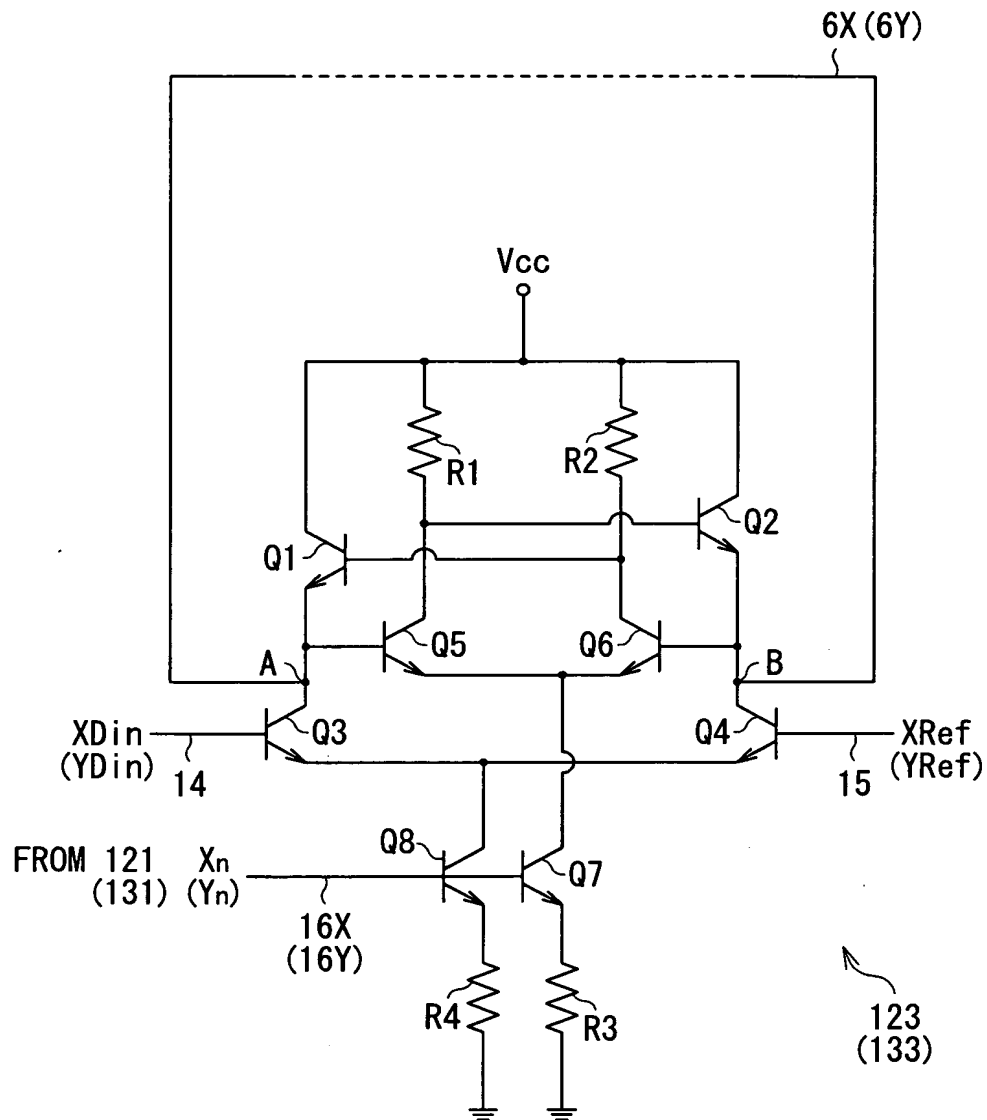 6X (6Y)
Vcc
R1
R2
Q1
Q2
Q5
Q6
A
B
Q3
Q4
XDin
(YDin)
14
XRef
(YRef)
15
Q8
Q7
FROM 121 Xn
(131) (Yn)
16X
(16Y)
R4
R3
123
(133)